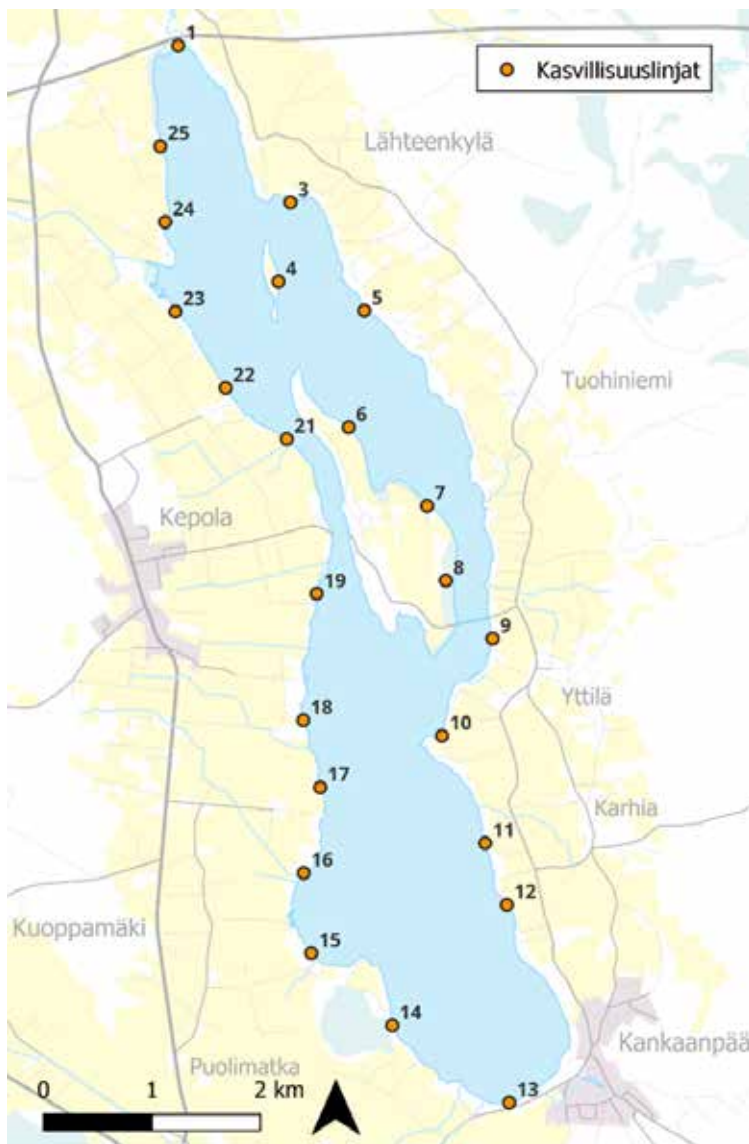 1
Kasvillisuuslinjat
25
Lähteenkylä
3
24
4
5
23
Tuohiniemi
22
6
21
7
Kepola
8
19
9
Yttilä
18
10
17
Karhia
11
16
12
Kuoppamäki
15
14
Kankaanpää
Puolimatka
0 1 2 km
13